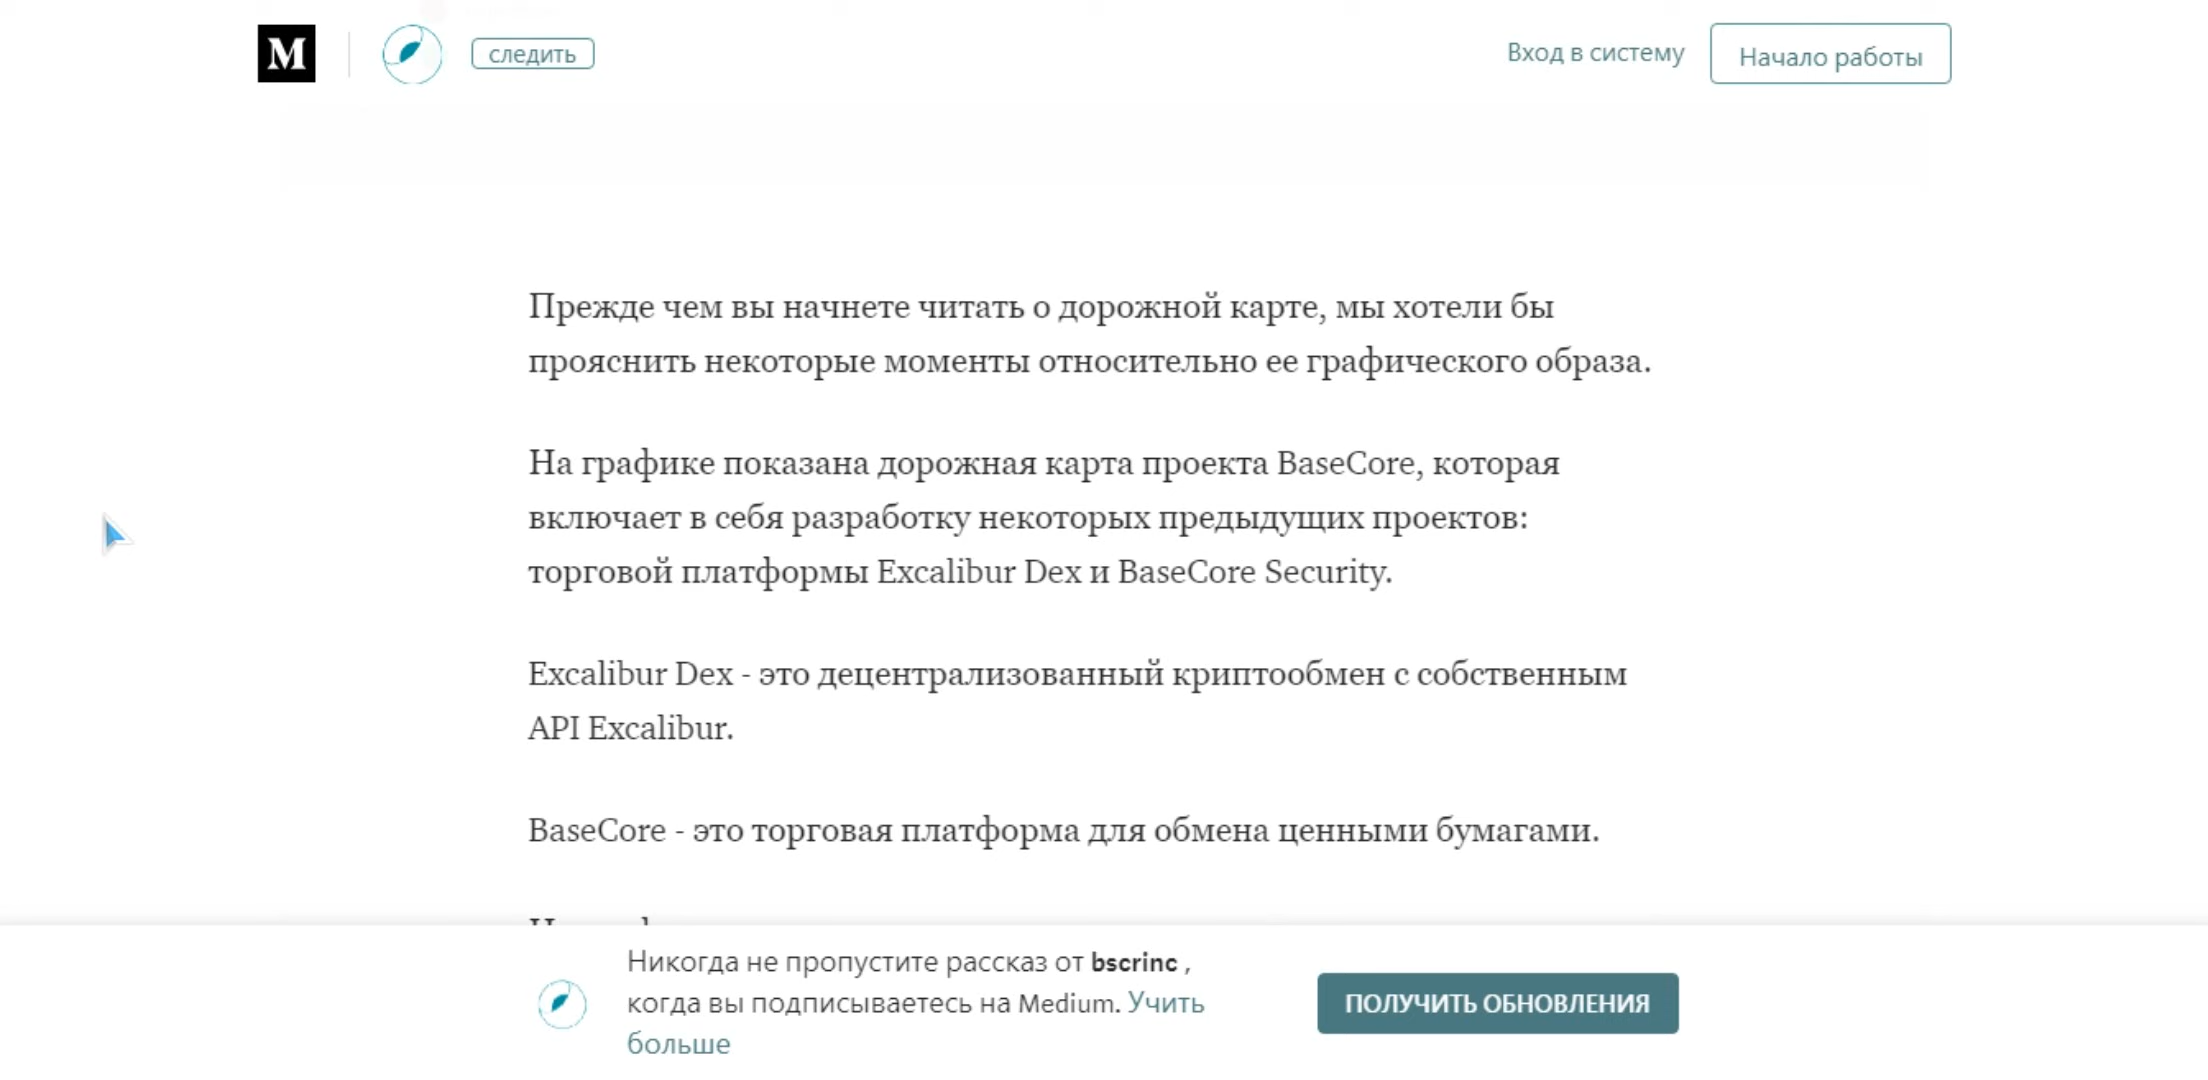 M
следить
Вход в систему
Начало работы
Прежде чем вы начнете читать о дорожной карте, мы хотели бы
прояснить некоторые моменты относительно ее графического образа.
На графике показана дорожная карта проекта BaseCore, которая
включает в себя разработку некоторых предыдущих проектов:
торговой платформы Excalibur Dex и BaseCore Security.
Excalibur Dex - это децентрализованный криптообмен с собственным
API Excalibur.
BaseCore - это торговая платформа для обмена ценными бумагами.
Никогда не пропустите рассказ от bscrinc ,
когда вы подписываетесь на Medium. Учить
больше
ПОЛУЧИТЬ ОБНОВЛЕНИЯ